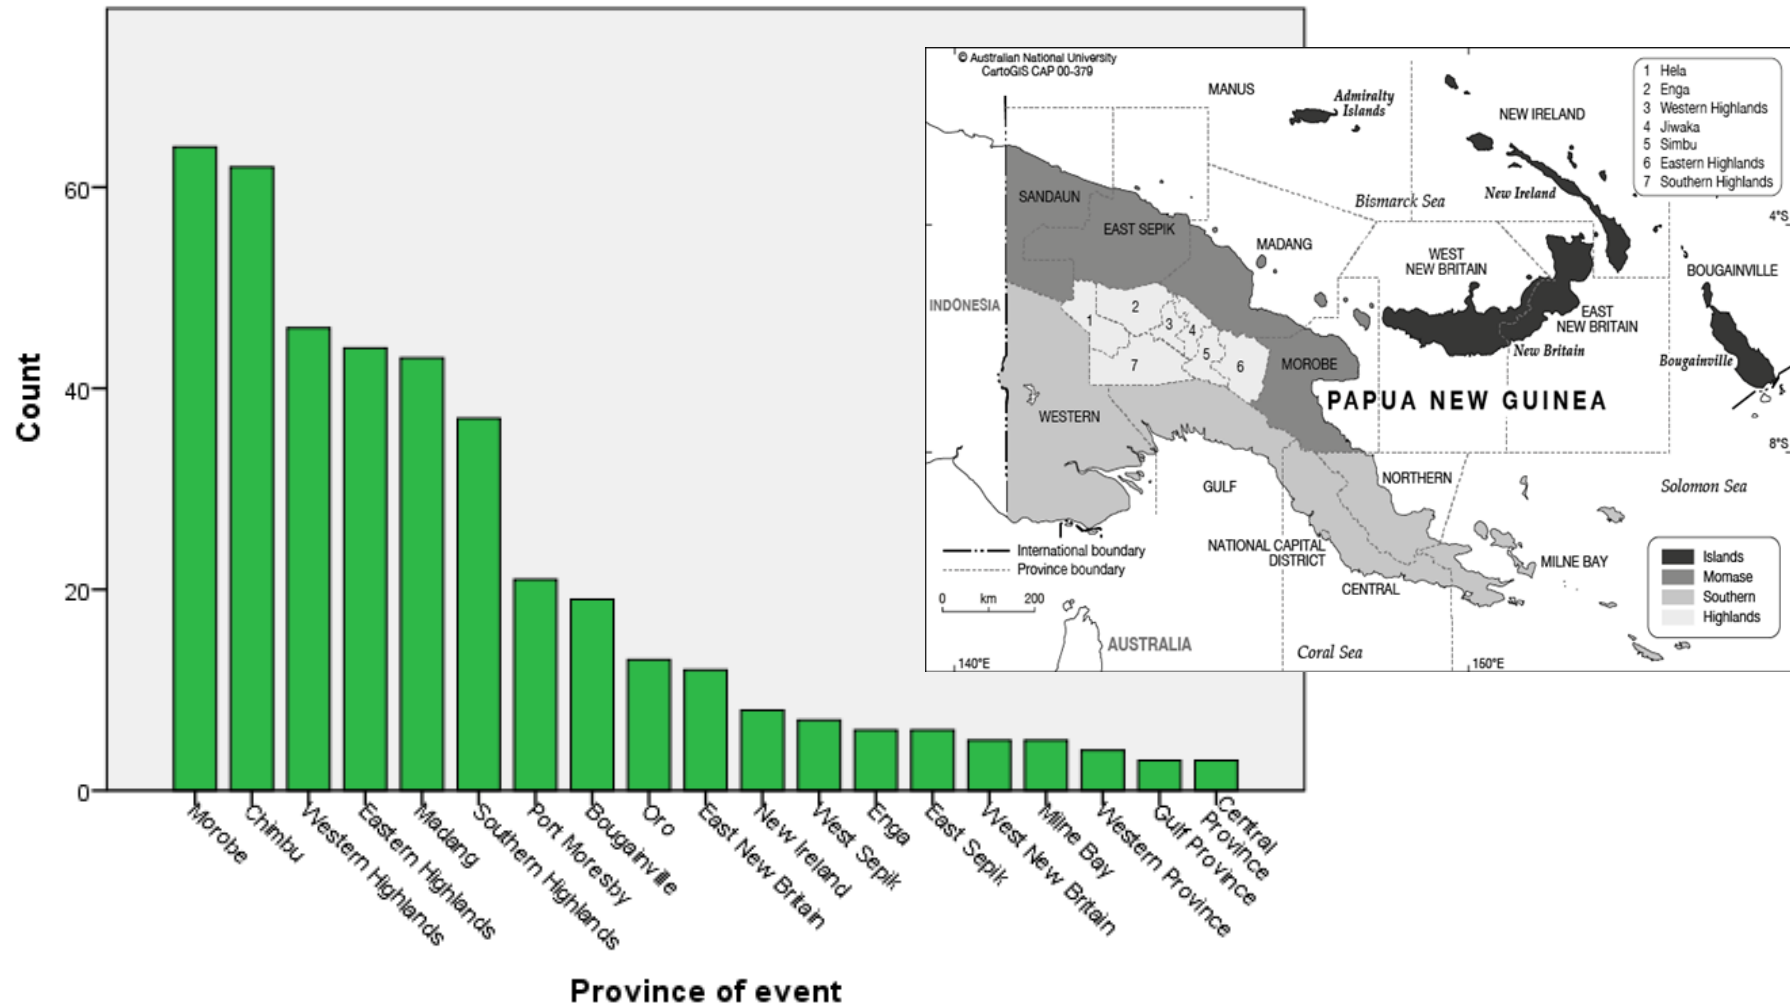 Count
60
40
20
0
Morobe
Chimbu
Western Highlands
Eastern Highlands
Madang
Southern Highlands
Port Moresby
Bougainville
Oro
East New Britain
New Ireland
West Sepik
Enga
East Sepik
West New Britain
Milne Bay
Western Province
Gulf Province
Central
Province
Province of event
© Australian National University
CartoGIS CAP 00-379
MANUS
Admiralty
Islands
NEW IRELAND
1 Hela
2 Enga
3 Western Highlands
4 Jiwaka
5 Simbu
6 Eastern Highlands
7 Southern Highlands
SANDAUN
EAST SEPIK
MADANG
Bismarck Sea
New Ireland
4°S
WEST
NEW BRITAIN
BOUGAINVILLE
INDONESIA
EAST
NEW BRITAIN
New Britain
Bougainville
1
2
3
4
5
6
7
MOROBE
PAPUA NEW GUINEA
WESTERN
8°S
GULF
NORTHERN
Solomon Sea
NATIONAL CAPITAL
DISTRICT
MILNE BAY
CENTRAL
International boundary
Province boundary
0 km 200
AUSTRALIA
Coral Sea
140°E
150°E
Islands
Momase
Southern
Highlands